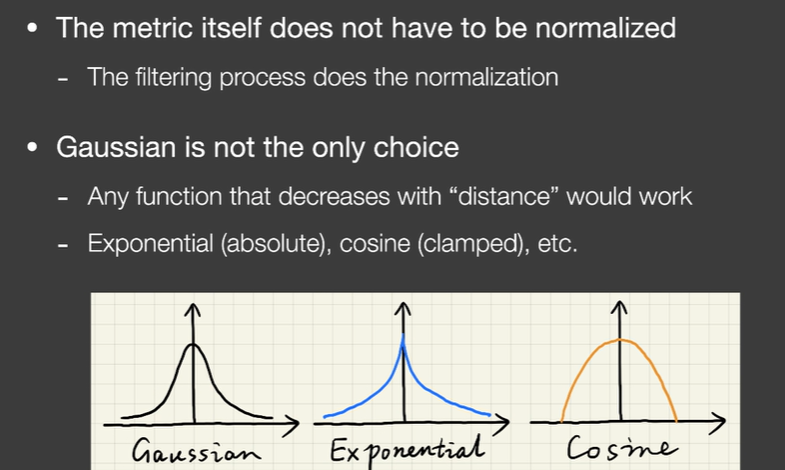 • The metric itself does not have to be normalized
- The filtering process does the normalization
• Gaussian is not the only choice
- Any function that decreases with “distance” would work
- Exponential (absolute), cosine (clamped), etc.
Gaussian Exponential Cosine